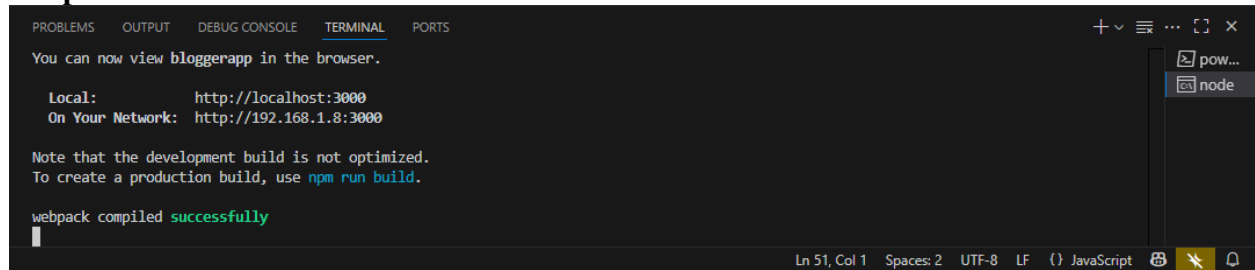 PROBLEMS OUTPUT DEBUG CONSOLE TERMINAL PORTS
You can now view bloggerapp in the browser.
pow...
node
Local: http://localhost:3000
On Your Network: http://192.168.1.8:3000
Note that the development build is not optimized.
To create a production build, use npm run build.
webpack compiled successfully
Ln 51, Col 1 Spaces: 2 UTF-8 LF {} JavaScript